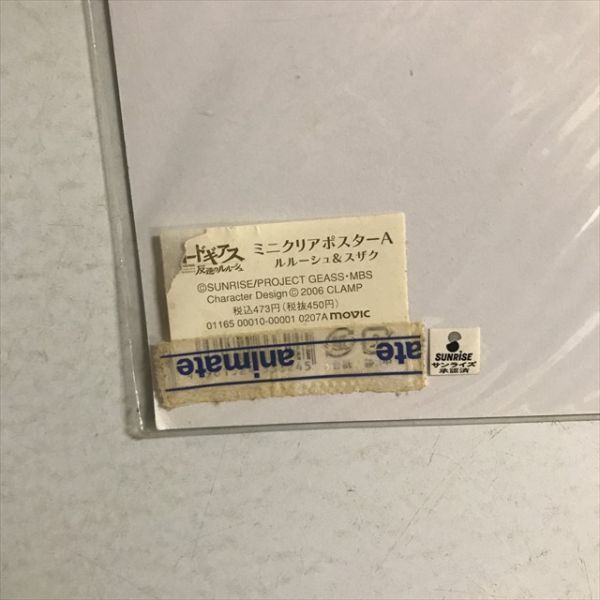 ードギアス
反逆のルルーシュ
ミニクリアポスターA
ルルーシュ&スザク
©SUNRISE/PROJECT GEASS・MBS
Character Design © 2006 CLAMP
税込473円(税抜450円)
01165 00010-00001 0207A movic
animate
ate
SUNRISE
サンライズ
承認済